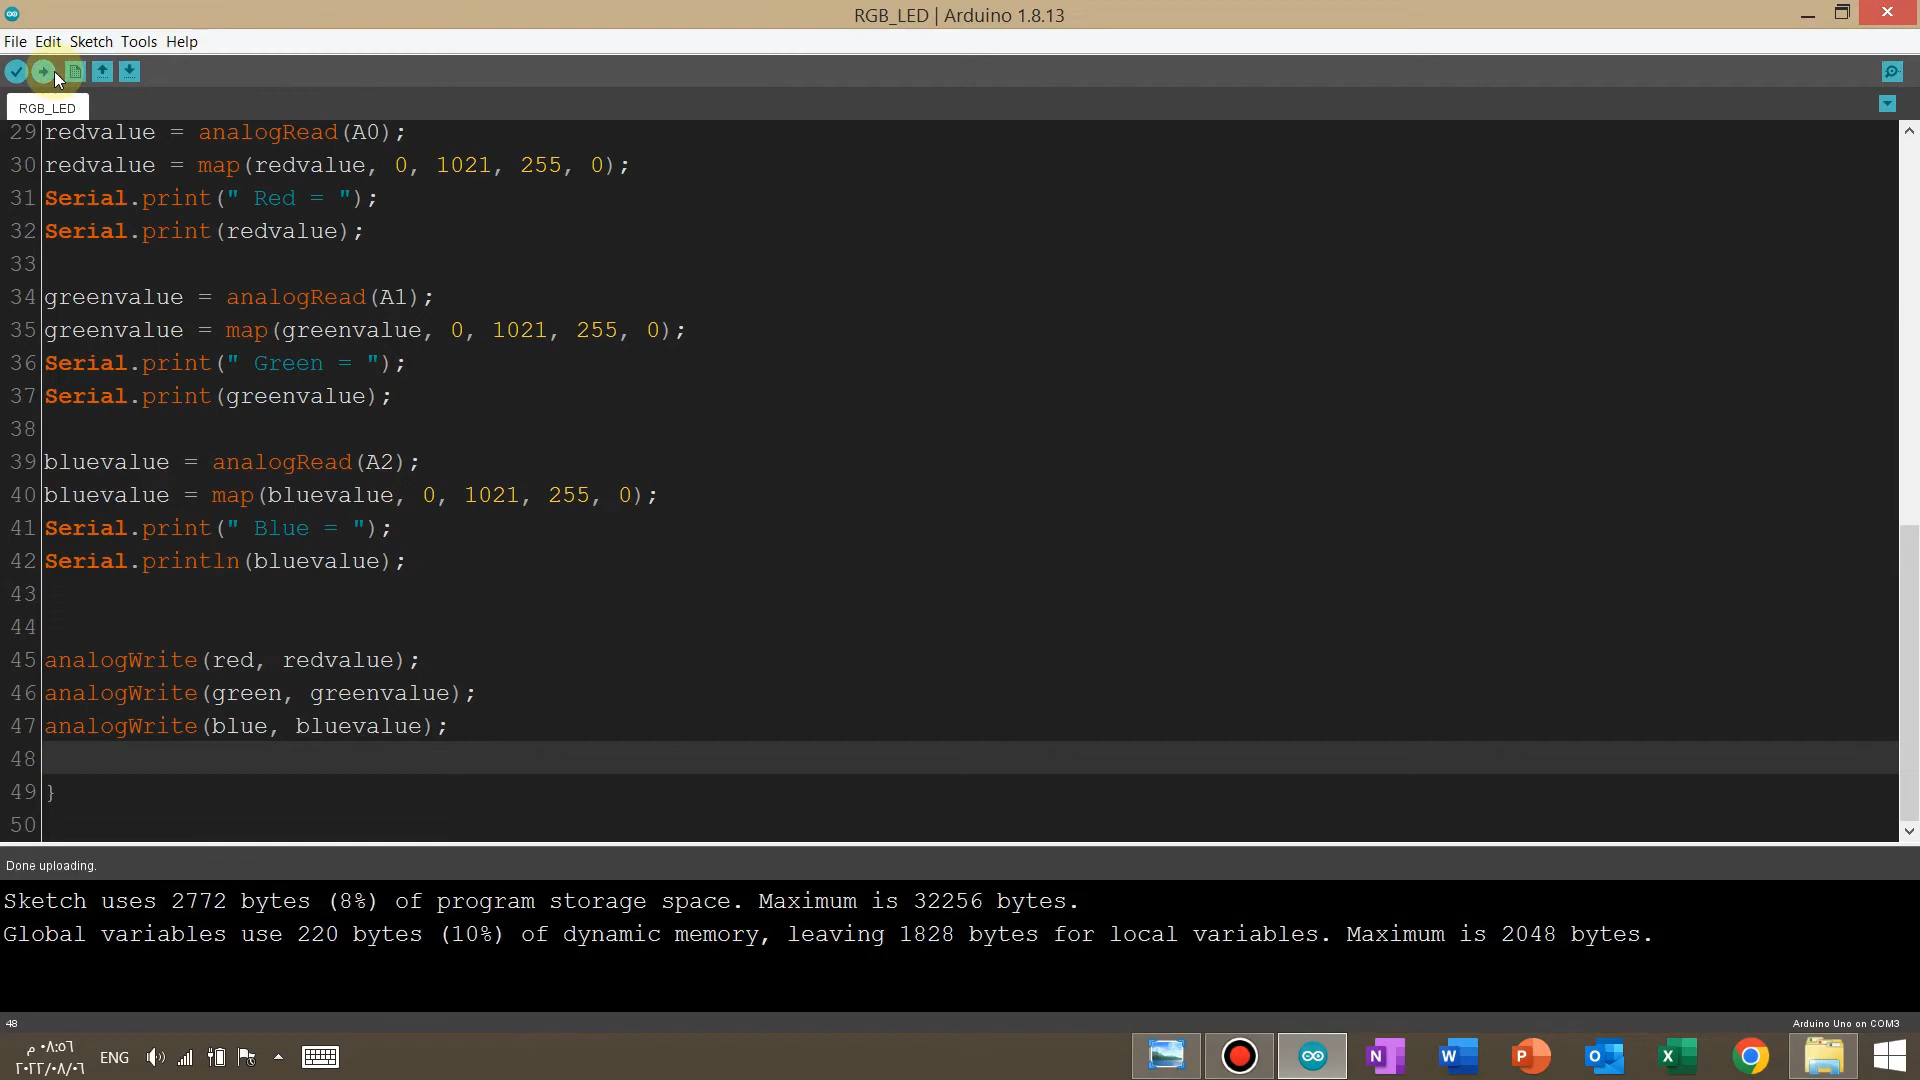 RGB_LED | Arduino 1.8.13
File Edit Sketch Tools Help
RGB_LED
29 redvalue = analogRead(A0);
30 redvalue = map(redvalue, 0, 1021, 255, 0);
31 Serial.print(" Red = ");
32 Serial.print(redvalue);
33
34 greenvalue = analogRead(A1);
35 greenvalue = map(greenvalue, 0, 1021, 255, 0);
36 Serial.print(" Green = ");
37 Serial.print(greenvalue);
38
39 bluevalue = analogRead(A2);
40 bluevalue = map(bluevalue, 0, 1021, 255, 0);
41 Serial.print(" Blue = ");
42 Serial.println(bluevalue);
43
44
45 analogWrite(red, redvalue);
46 analogWrite(green, greenvalue);
47 analogWrite(blue, bluevalue);
48
49 }
50
Done uploading.
Sketch uses 2772 bytes (8%) of program storage space. Maximum is 32256 bytes.
Global variables use 220 bytes (10%) of dynamic memory, leaving 1828 bytes for local variables. Maximum is 2048 bytes.
48
Arduino Uno on COM3
٠٨:٥٦ م
ENG
٢٠٢٢/٠٨/٠٦